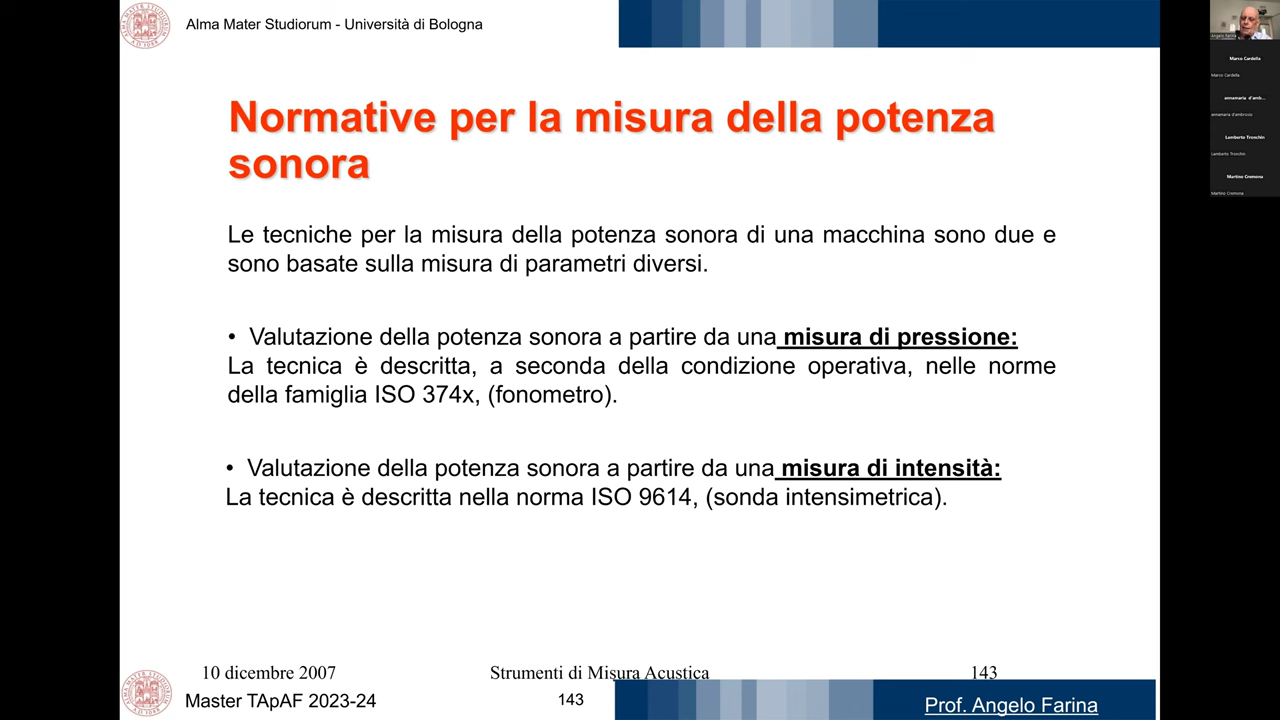 Alma Mater Studiorum - Università di Bologna
Normative per la misura della potenza
sonora
Le tecniche per la misura della potenza sonora di una macchina sono due e
sono basate sulla misura di parametri diversi.
• Valutazione della potenza sonora a partire da una misura di pressione:
La tecnica è descritta, a seconda della condizione operativa, nelle norme
della famiglia ISO 374x, (fonometro).
• Valutazione della potenza sonora a partire da una misura di intensità:
La tecnica è descritta nella norma ISO 9614, (sonda intensimetrica).
10 dicembre 2007
Strumenti di Misura Acustica
143
Master TApAF 2023-24
143
Prof. Angelo Farina
Angelo Farina
Marco Cardella
Marco Cardella
annamaria d'amb...
annamaria d'ambrosio
Lamberto Tronchin
Lamberto Tronchin
Martino Cremona
Martino Cremona